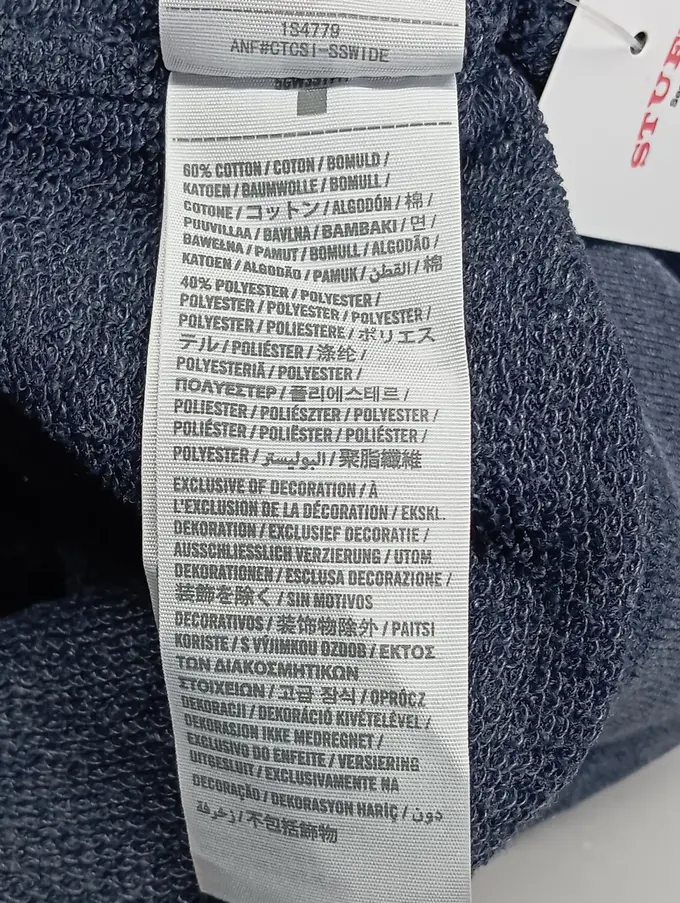 1S4779
ANF#CTCSI-SSWIDE
60% COTTON / COTON / BOMULD /
KATOEN / BAUMWOLLE / BOMULL /
COTONE / コットン / ALGODÓN / 棉 /
PUUVILLAA / BAVLNA / BAMBAKI / 면 /
BAWEŁNA / PAMUT / BOMULL / ALGODÃO /
KATOEN / ALGODÃO / PAMUK / القطن / 棉
40% POLYESTER / POLYESTER /
POLYESTER / POLYESTER / POLYESTER /
POLYESTER / POLIESTERE / ポリエス
テル / POLIÉSTER / 涤纶 /
POLYESTERIÄ / POLYESTER /
ΠΟΛΥΕΣΤΕΡ / 폴리에스테르 /
POLIESTER / POLIÉSZTER / POLYESTER /
POLIÉSTER / POLIËSTER / POLIÉSTER /
POLYESTER / البوليستر / 聚脂纖維
EXCLUSIVE OF DECORATION / À
L'EXCLUSION DE LA DÉCORATION / EKSKL.
DEKORATION / EXCLUSIEF DECORATIE /
AUSSCHLIESSLICH VERZIERUNG / UTOM
DEKORATIONEN / ESCLUSA DECORAZIONE /
装飾を除く / SIN MOTIVOS
DECORATIVOS / 装饰物除外 / PAITSI
KORISTE / S VÝJIMKOU OZDOB / ΕΚΤΟΣ
ΤΩΝ ΔΙΑΚΟΣΜΗΤΙΚΩΝ
ΣΤΟΙΧΕΙΩΝ / 고급 장식 / OPRÓCZ
DEKORACJI / DEKORÁCIÓ KIVÉTELÉVEL /
DEKORASJON IKKE MEDREGNET /
EXCLUSIVO DO ENFEITE / VERSIERING
UITGESLUIT / EXCLUSIVAMENTE NA
DECORAÇÃO / DEKORASYON HARİÇ / دون
زخرفة / 不包括飾物